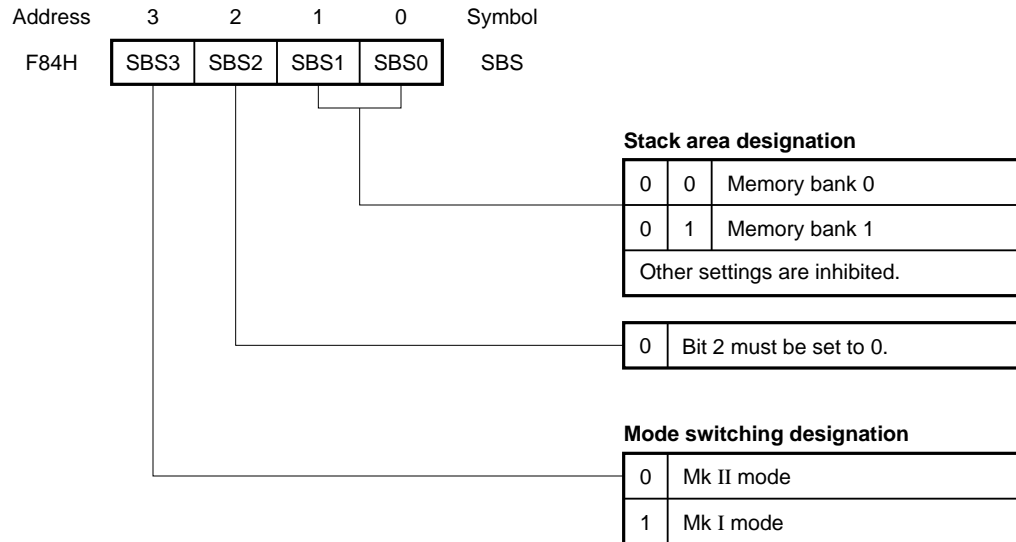 Address 3 2 1 0 Symbol
F84H SBS3 SBS2 SBS1 SBS0 SBS
Stack area designation
0 0 Memory bank 0
0 1 Memory bank 1
Other settings are inhibited.
0 Bit 2 must be set to 0.
Mode switching designation
0 Mk II mode
1 Mk I mode